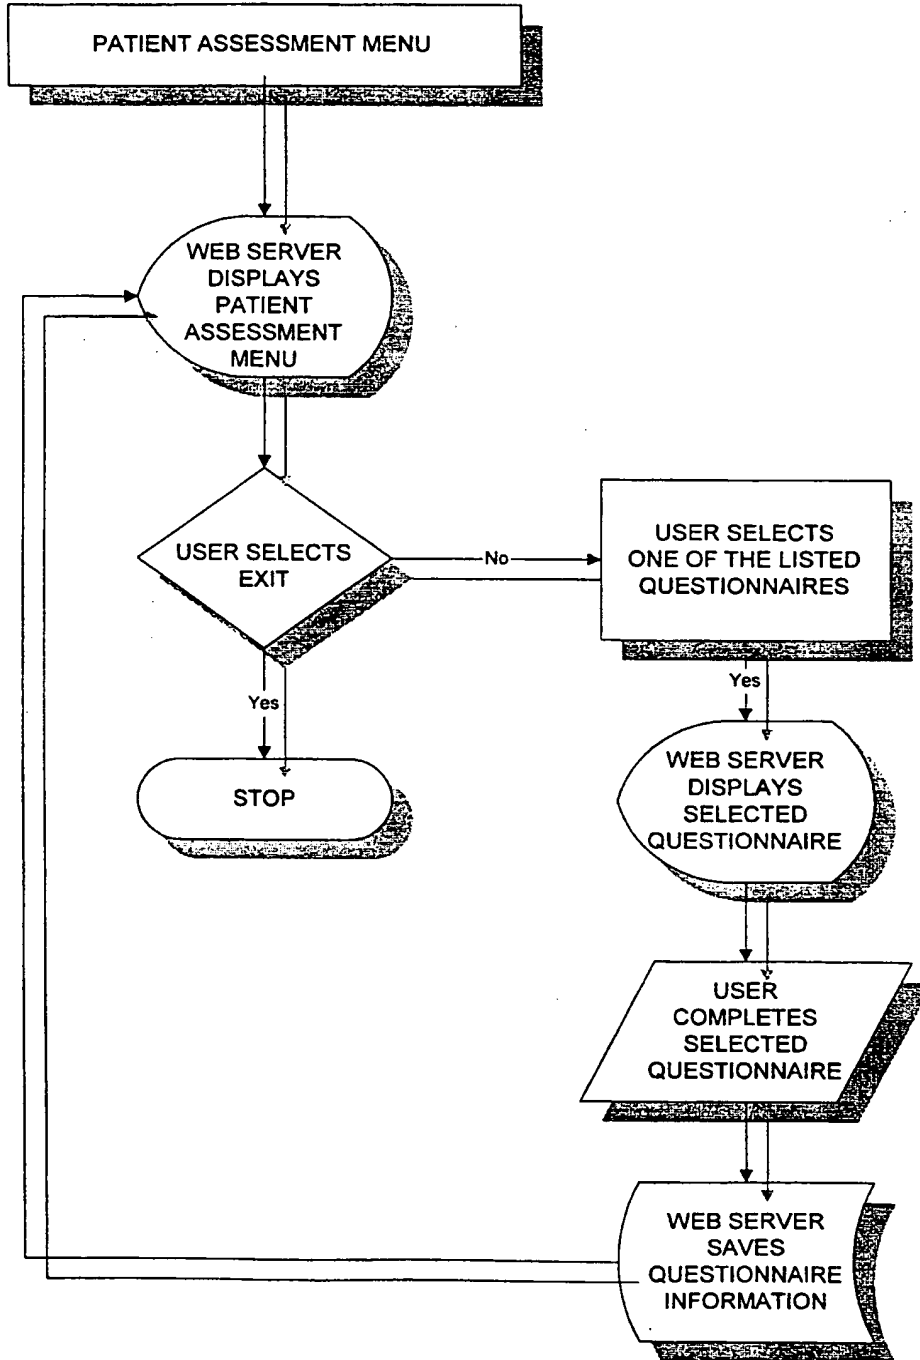 PATIENT ASSESSMENT MENU
WEB SERVER
DISPLAYS
PATIENT
ASSESSMENT
MENU
USER SELECTS
EXIT
No
USER SELECTS
ONE OF THE LISTED
QUESTIONNAIRES
Yes
STOP
Yes
WEB SERVER
DISPLAYS
SELECTED
QUESTIONNAIRE
USER
COMPLETES
SELECTED
QUESTIONNAIRE
WEB SERVER
SAVES
QUESTIONNAIRE
INFORMATION